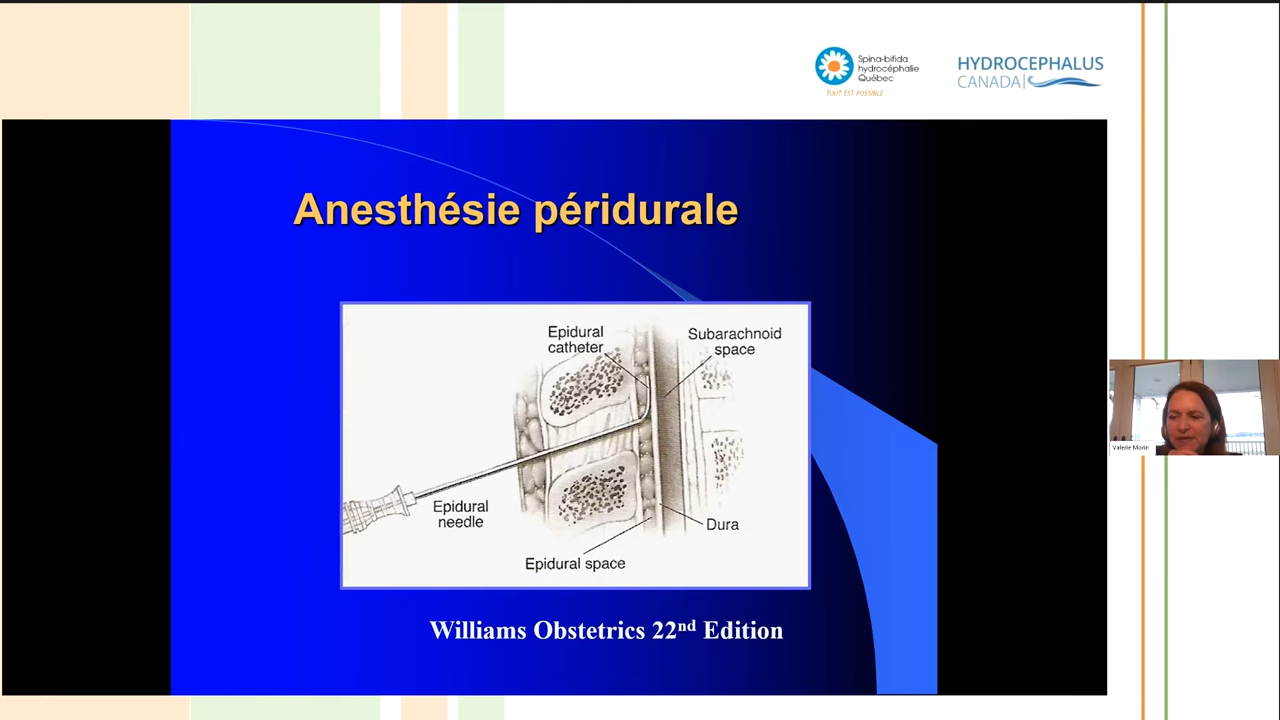 Spina-bifida
hydrocéphalie
Québec
TOUT EST POSSIBLE
HYDROCEPHALUS
CANADA
Anesthésie péridurale
Epidural
catheter
Subarachnoid
space
Epidural
needle
Dura
Epidural space
Williams Obstetrics 22nd Edition
Valérie Morin